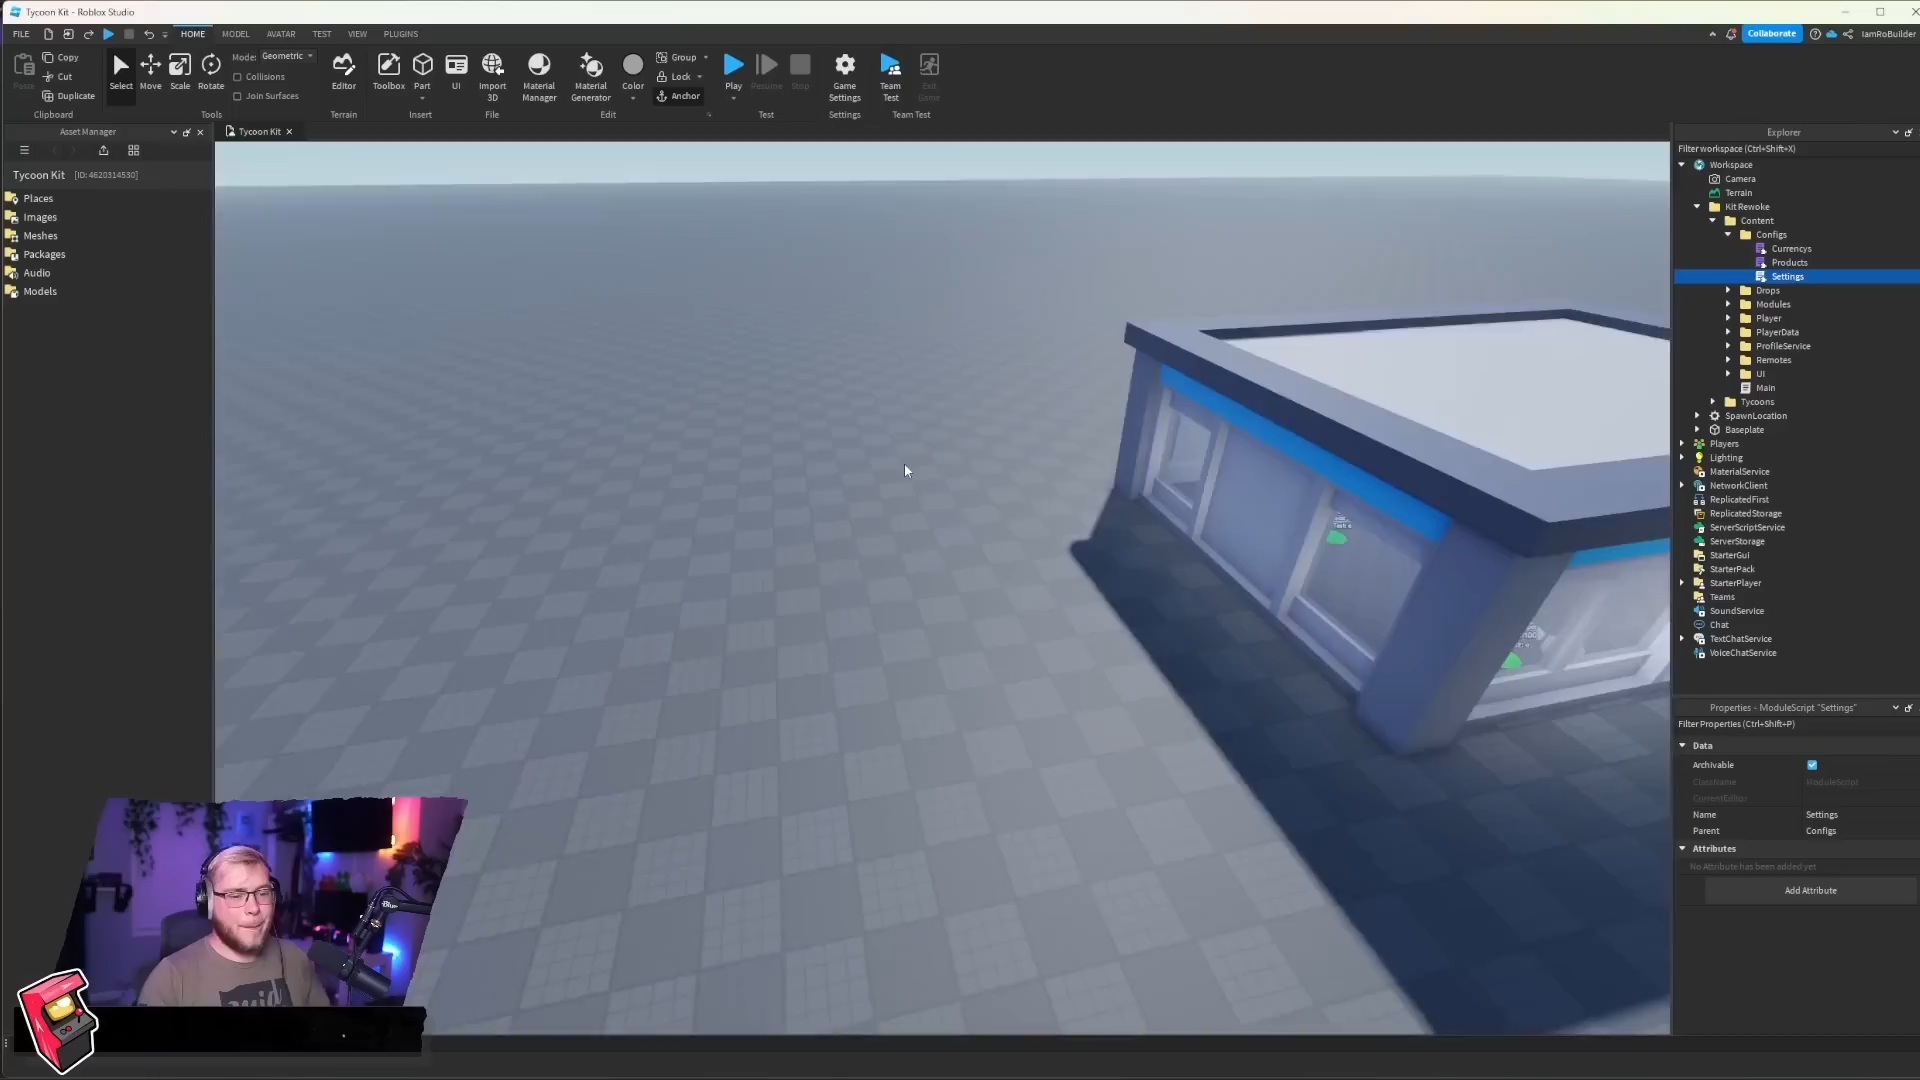 Tycoon Kit - Roblox Studio
FILE HOME MODEL AVATAR TEST VIEW PLUGINS
Collaborate
IamRoBuilder
Paste
Copy
Cut
Duplicate
Clipboard
Select Move Scale Rotate
Mode: Geometric
Collisions
Join Surfaces
Tools
Editor
Terrain
Toolbox Part UI
Insert
Import 3D
File
Material Manager
Material Generator
Color
Group
Lock
Anchor
Edit
Play Resume Stop
Test
Game Settings
Settings
Team Test
Exit Game
Team Test
Asset Manager
Tycoon Kit [ID: 4620314530]
Places
Images
Meshes
Packages
Audio
Models
Tycoon Kit
Explorer
Filter workspace (Ctrl+Shift+X)
Workspace
Camera
Terrain
Kit Rewoke
Content
Configs
Currencys
Products
Settings
Drops
Modules
Player
PlayerData
ProfileService
Remotes
UI
Main
Tycoons
SpawnLocation
Baseplate
Players
Lighting
MaterialService
NetworkClient
ReplicatedFirst
ReplicatedStorage
ServerScriptService
ServerStorage
StarterGui
StarterPack
StarterPlayer
Teams
SoundService
Chat
TextChatService
VoiceChatService
Properties - ModuleScript "Settings"
Filter Properties (Ctrl+Shift+P)
Data
Archivable
ClassName ModuleScript
CurrentEditor
Name Settings
Parent Configs
Attributes
No Attribute has been added yet
Add Attribute
Blue